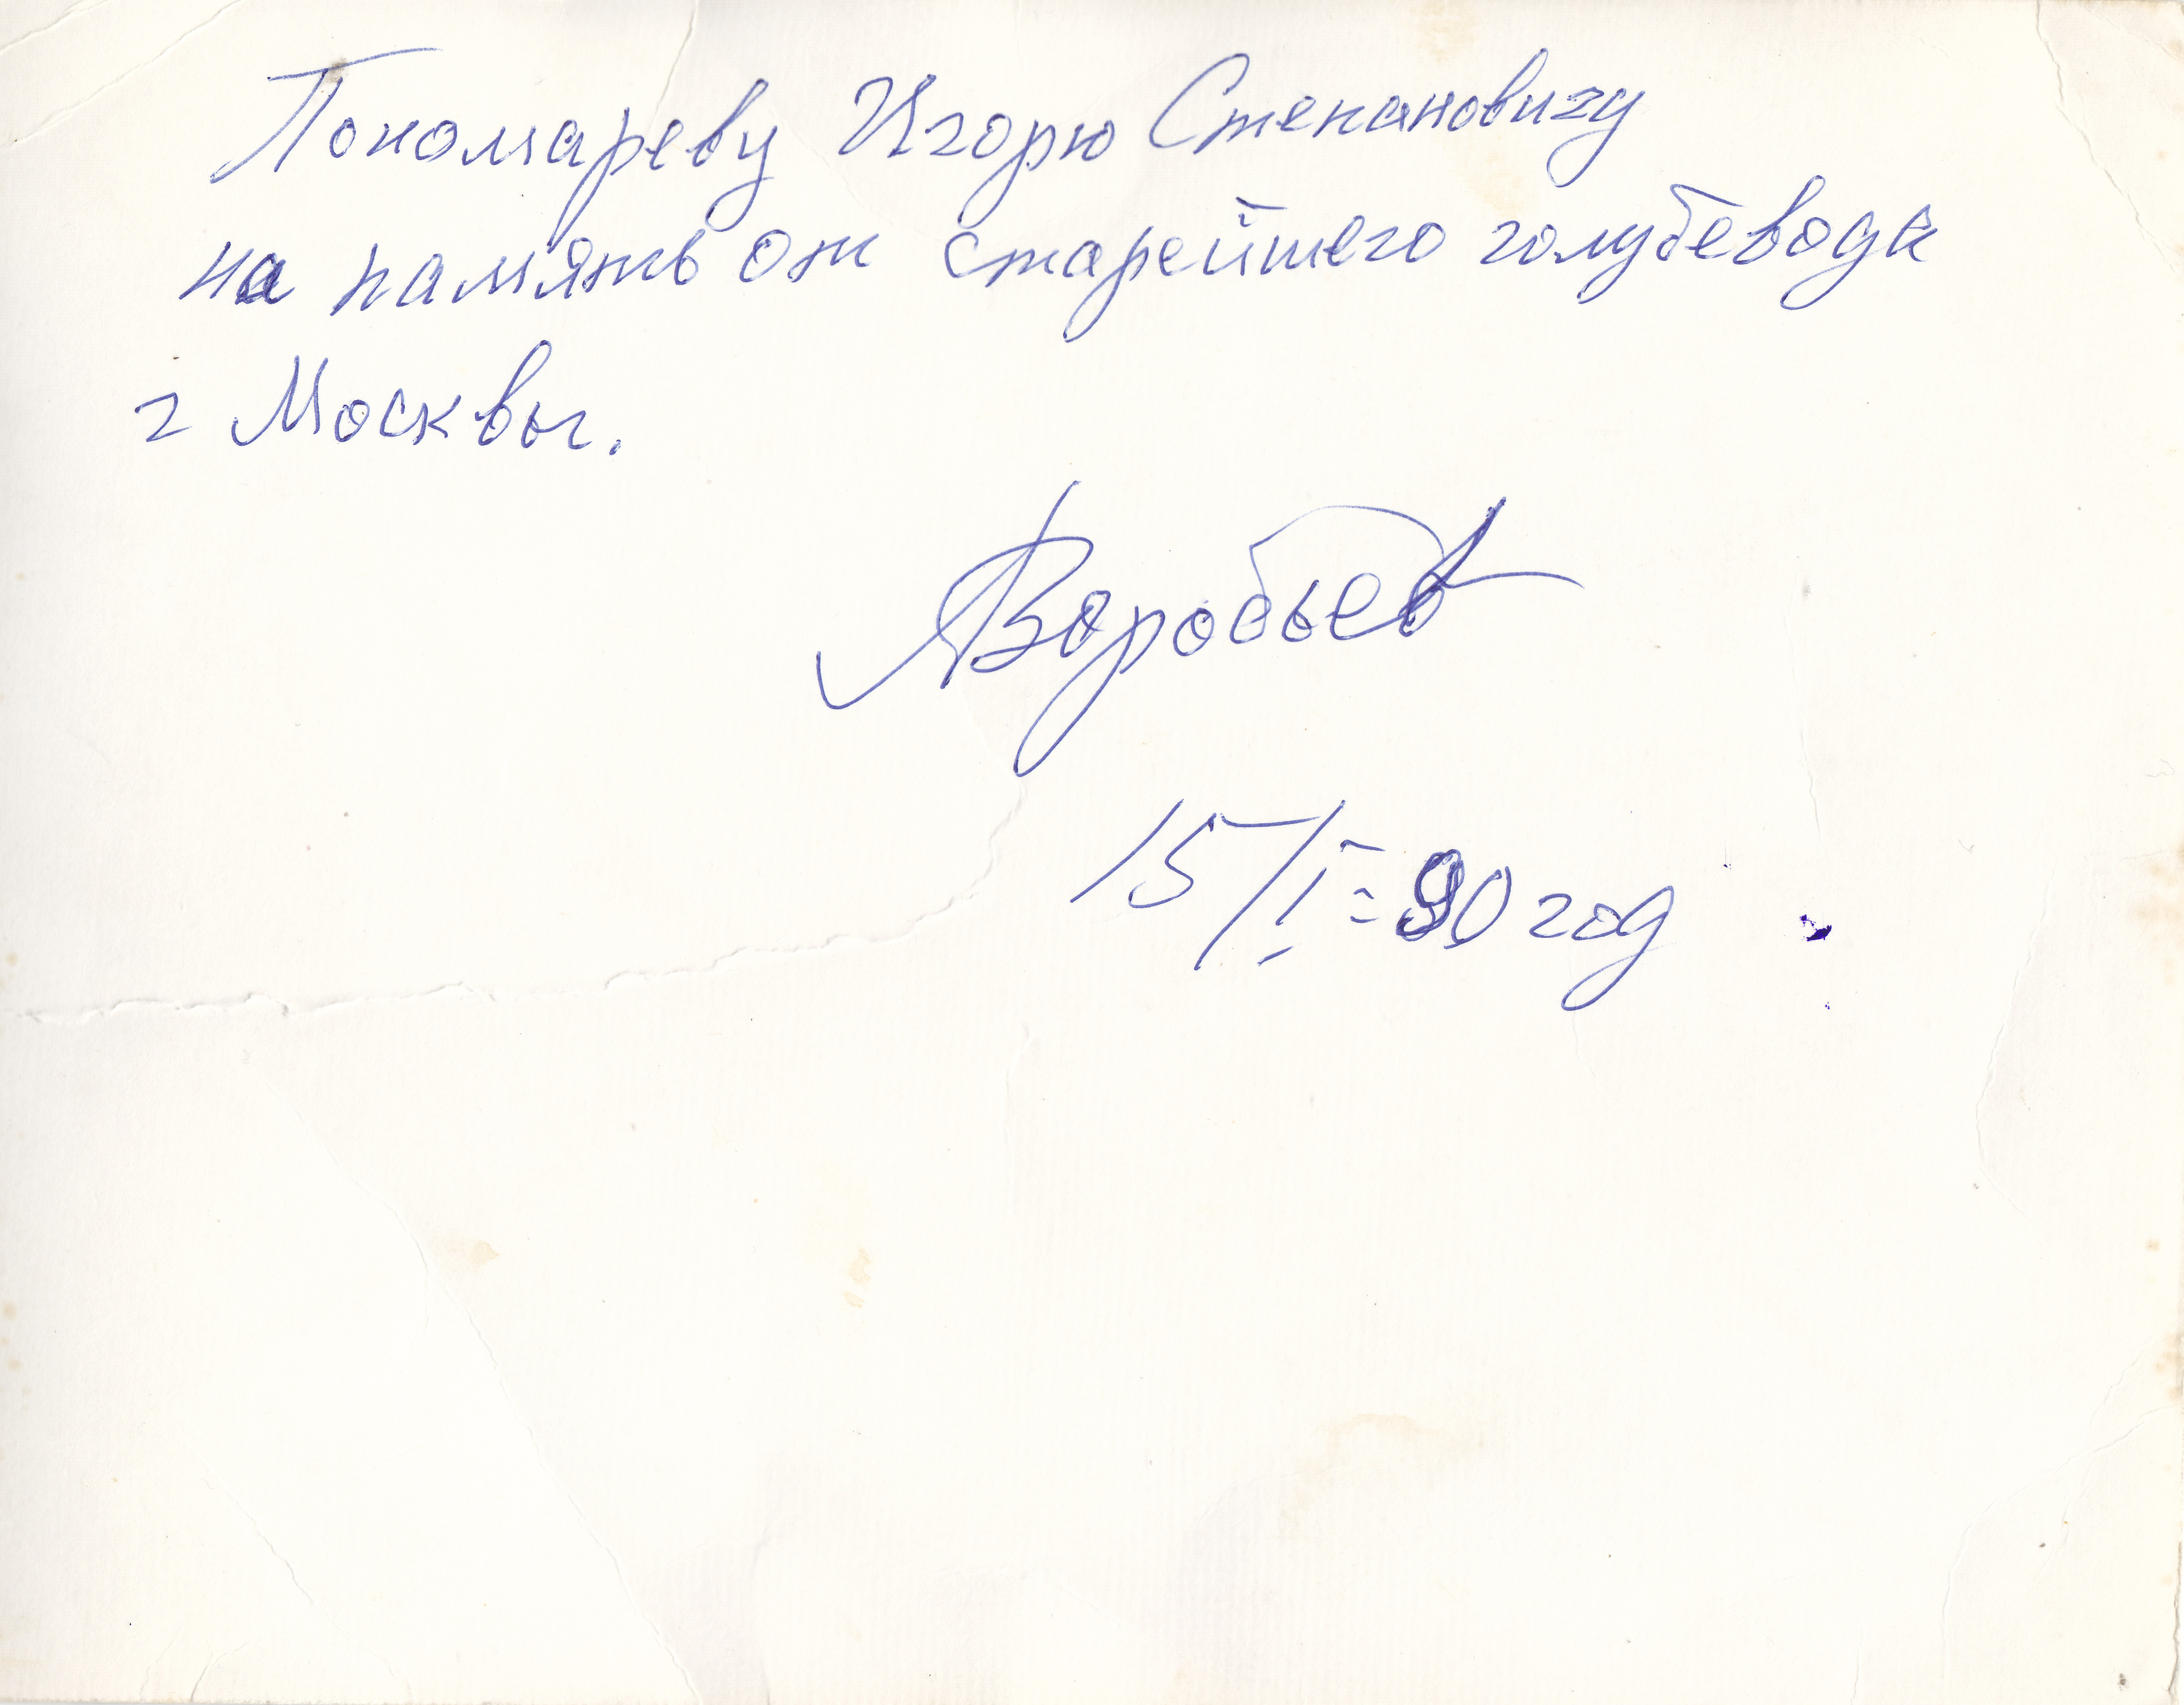 Пономареву Игорю Степановичу
на память от старейшего голубевода
г Москвы.
Воробьев
15/I=90 год